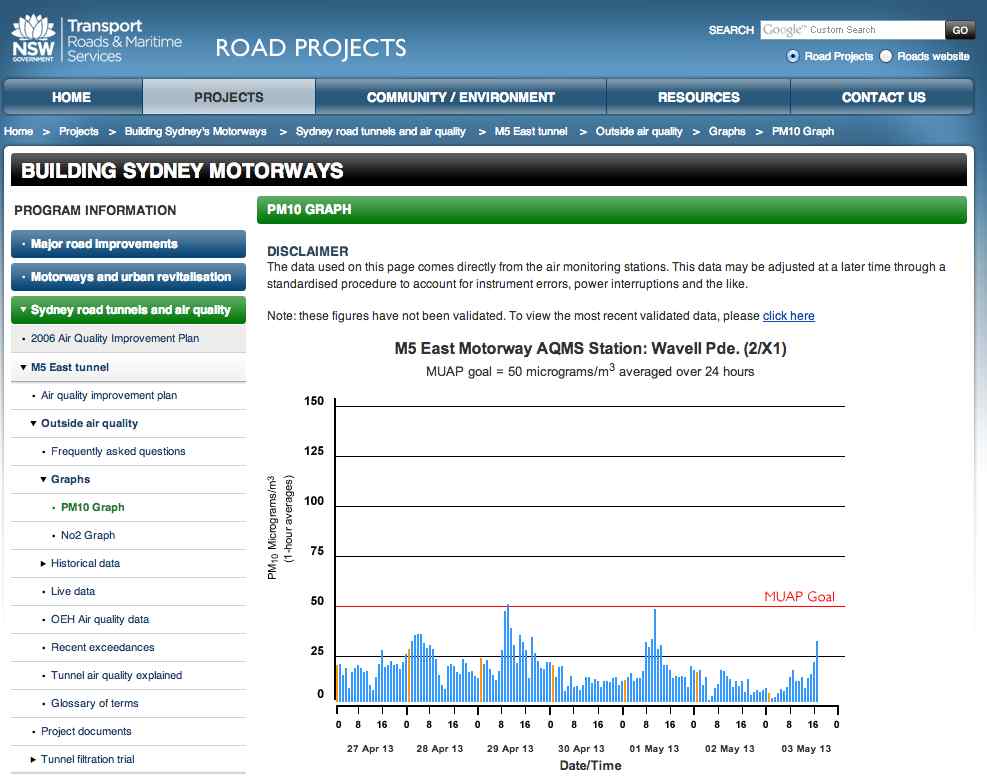 NSW
GOVERNMENT
Transport
Roads & Maritime
Services
ROAD PROJECTS
SEARCH Google™ Custom Search GO
Road Projects Roads website
HOME PROJECTS COMMUNITY / ENVIRONMENT RESOURCES CONTACT US
Home > Projects > Building Sydney's Motorways > Sydney road tunnels and air quality > M5 East tunnel > Outside air quality > Graphs > PM10 Graph
BUILDING SYDNEY MOTORWAYS
PROGRAM INFORMATION
Major road improvements
Motorways and urban revitalisation
Sydney road tunnels and air quality
2006 Air Quality Improvement Plan
M5 East tunnel
Air quality improvement plan
Outside air quality
Frequently asked questions
Graphs
PM10 Graph
No2 Graph
Historical data
Live data
OEH Air quality data
Recent exceedances
Tunnel air quality explained
Glossary of terms
Project documents
Tunnel filtration trial
PM10 GRAPH
DISCLAIMER
The data used on this page comes directly from the air monitoring stations. This data may be adjusted at a later time through a
standardised procedure to account for instrument errors, power interruptions and the like.
Note: these figures have not been validated. To view the most recent validated data, please click here
M5 East Motorway AQMS Station: Wavell Pde. (2/X1)
MUAP goal = 50 micrograms/m³ averaged over 24 hours
PM₁₀ Micrograms/m³
(1-hour averages)
150
125
100
75
50
25
0
MUAP Goal
0 8 16 0 8 16 0 8 16 0 8 16 0 8 16 0 8 16 0 8 16 0
27 Apr 13 28 Apr 13 29 Apr 13 30 Apr 13 01 May 13 02 May 13 03 May 13
Date/Time